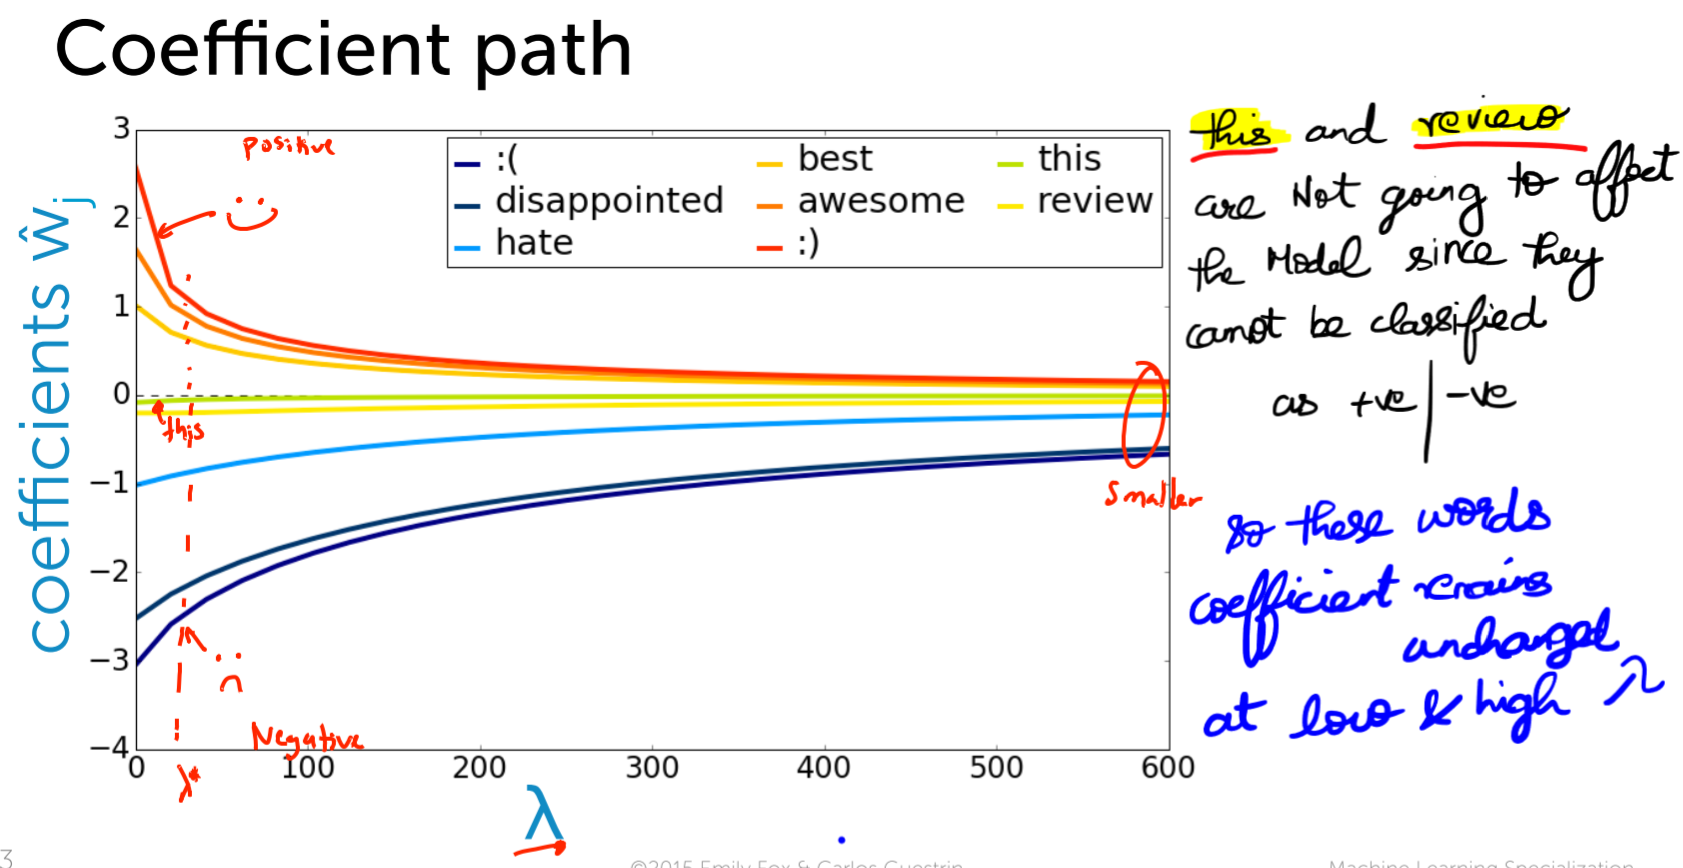 Coefficient path
coefficients ŵj
3
2
1
0
−1
−2
−3
−4
:(
disappointed
hate
best
awesome
:)
this
review
positive
this
Smaller
Negative
λ*
0 100 200 300 400 500 600
λ
this and review
are Not going to affect
the Model since they
cannot be classified
as +ve | -ve
so these words
coefficient
unchanged
at low & high λ
3
©2015 Emily Fox & Carlos Guestrin
Machine Learning Specialization